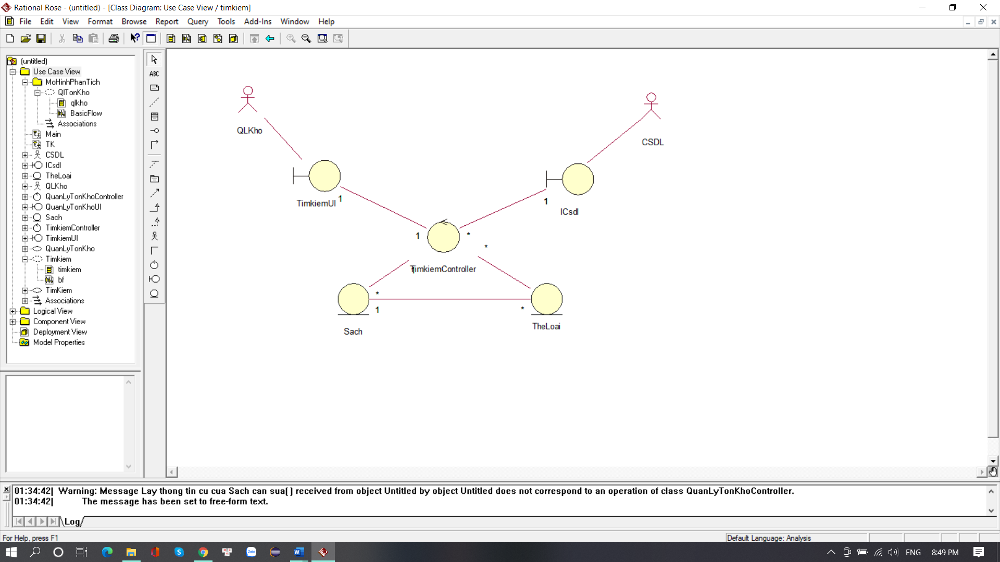 Rational Rose - (untitled) - [Class Diagram: Use Case View / timkiem]
File Edit View Format Browse Report Query Tools Add-Ins Window Help
(untitled)
Use Case View
MoHinhPhanTich
QlTonKho
qlkho
BasicFlow
Associations
Main
TK
CSDL
ICsdl
TheLoai
QLKho
QuanLyTonKhoController
QuanLyTonKhoUI
Sach
TimkiemController
TimkiemUI
QuanLyTonKho
Timkiem
timkiem
bf
TimKiem
Associations
Logical View
Component View
Deployment View
Model Properties
ABC
QLKho
CSDL
TimkiemUI
1
1
ICsdl
1
*
*
TimkiemController
*
1
*
Sach
TheLoai
01:34:42| Warning: Message Lay thong tin cu cua Sach can sua( ) received from object Untitled by object Untitled does not correspond to an operation of class QuanLyTonKhoController.
01:34:42| The message has been set to free-form text.
Log
For Help, press F1
Default Language: Analysis
Zalo
ENG
8:49 PM